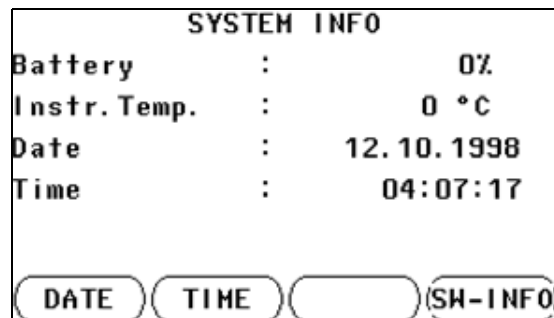 SYSTEM INFO
Battery : 0%
Instr. Temp. : 0 °C
Date : 12.10.1998
Time : 04:07:17
DATE TIME SW-INFO